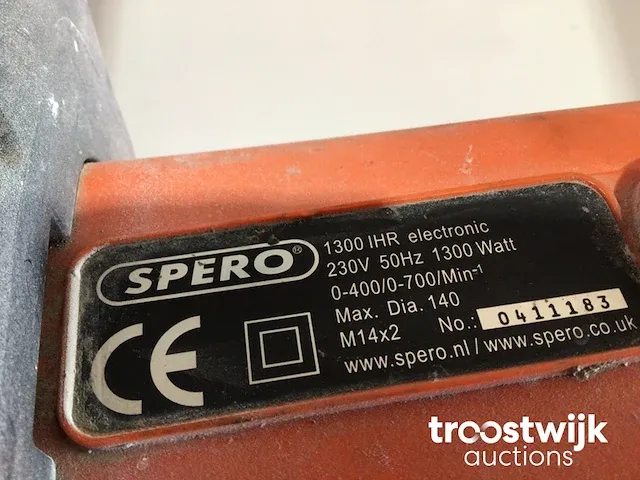 SPERO®
1300 IHR electronic
230V 50Hz 1300 Watt
0-400/0-700/Min⁻¹
Max. Dia. 140
M14x2 No.: 0411183
www.spero.nl / www.spero.co.uk
CE
troostwijk
auctions